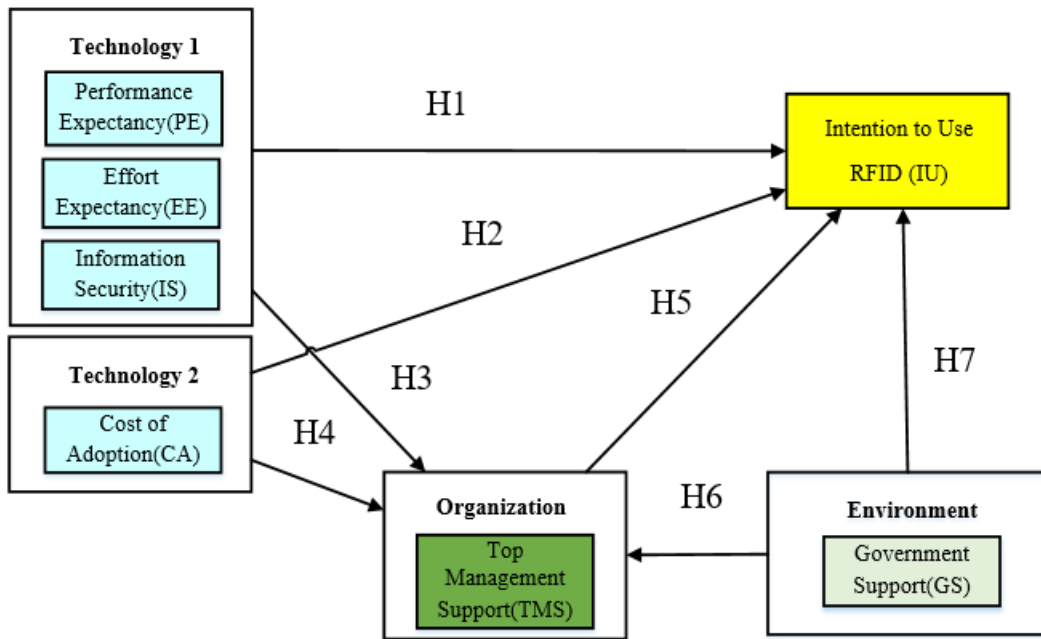 Technology 1
Performance
Expectancy(PE)
Effort
Expectancy(EE)
Information
Security(IS)
Technology 2
Cost of
Adoption(CA)
H1
H2
H3
H4
H5
H6
H7
Intention to Use
RFID (IU)
Organization
Top
Management
Support(TMS)
Environment
Government
Support(GS)